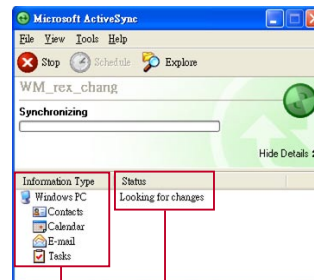 Microsoft ActiveSync
File View Tools Help
Stop Schedule Explore
WM_rex_chang
Synchronizing
Hide Details
Information Type Status
Windows PC Looking for changes
Contacts
Calendar
E-mail
Tasks